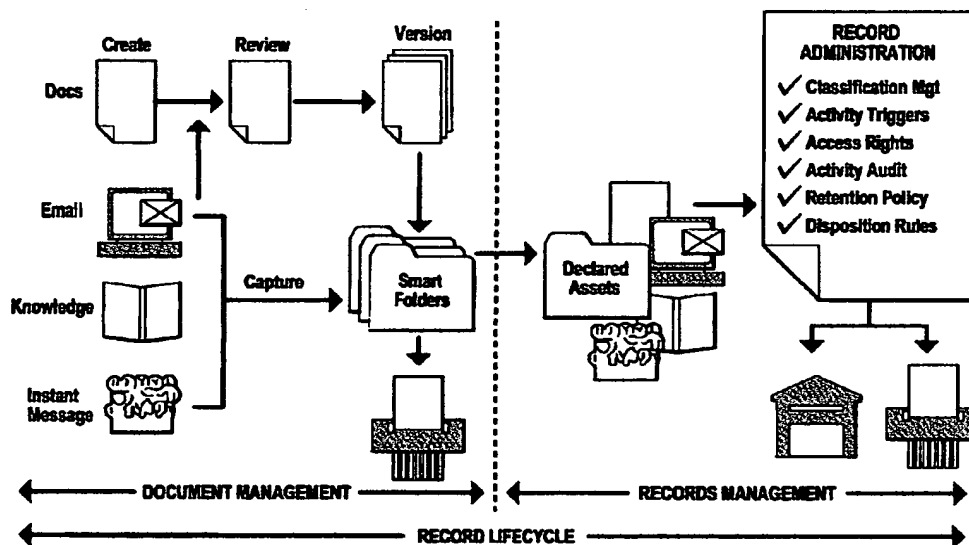 Create
Review
Version
Docs
Email
Knowledge
Instant
Message
Capture
Smart
Folders
Declared
Assets
RECORD
ADMINISTRATION
✓ Classification Mgt
✓ Activity Triggers
✓ Access Rights
✓ Activity Audit
✓ Retention Policy
✓ Disposition Rules
DOCUMENT MANAGEMENT
RECORDS MANAGEMENT
RECORD LIFECYCLE